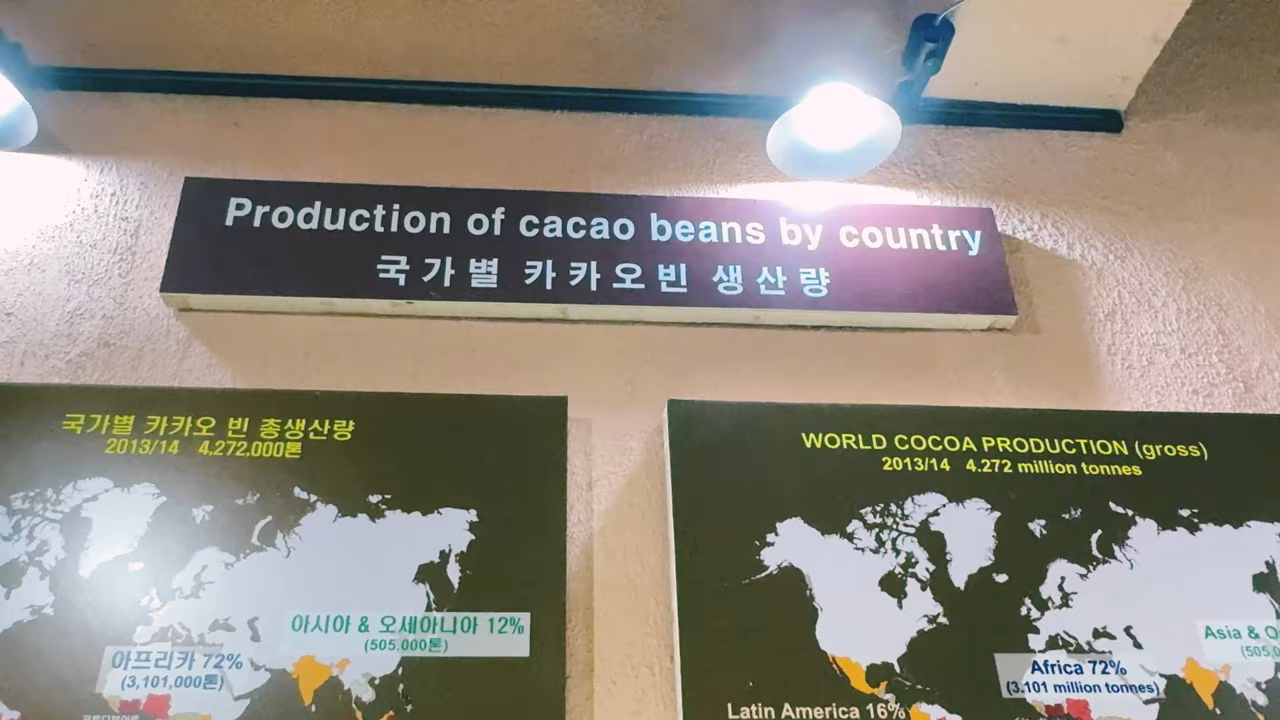 Production of cacao beans by country
국가별 카카오빈 생산량
국가별 카카오 빈 총생산량
2013/14 4,272,000톤
아시아 & 오세아니아 12%
(505,000톤)
아프리카 72%
(3,101,000톤)
WORLD COCOA PRODUCTION (gross)
2013/14 4.272 million tonnes
Asia & O
(505,0
Africa 72%
(3.101 million tonnes)
Latin America 16%